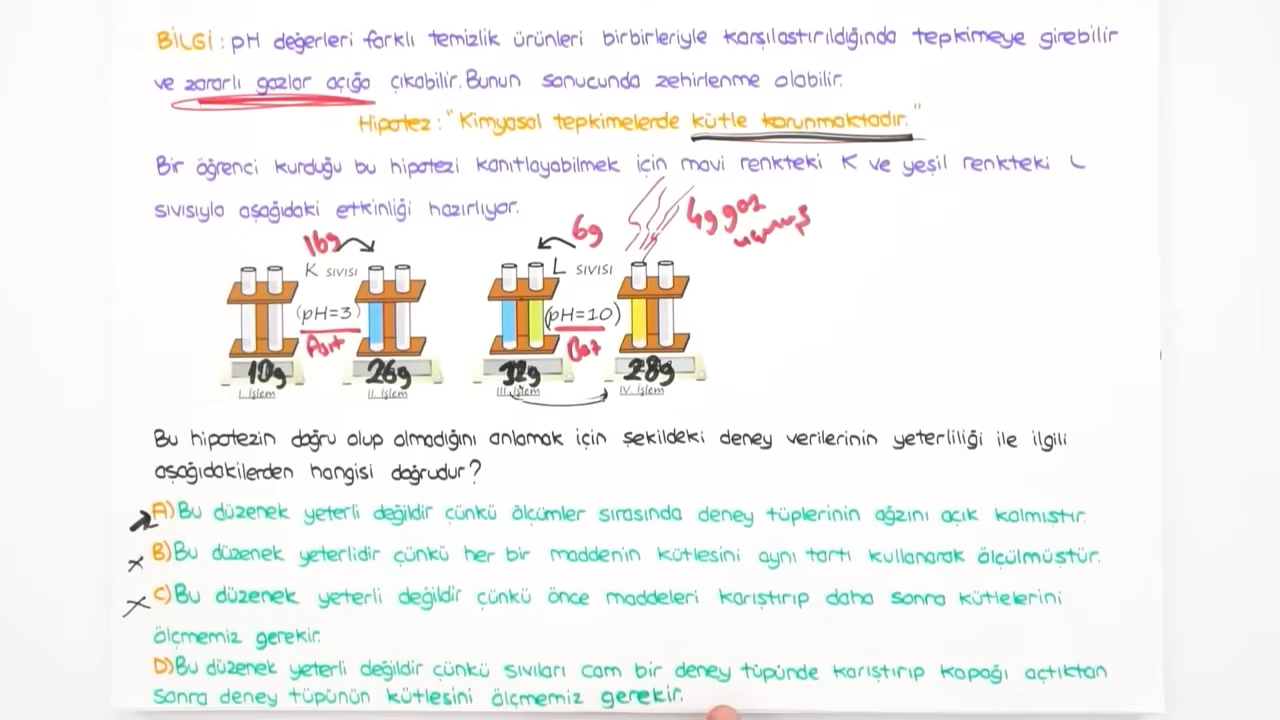 BİLGİ : pH değerleri farklı temizlik ürünleri birbirleriyle karşılastırıldığında tepkimeye girebilir
ve zararlı gazlar açığa çıkabilir. Bunun sonucunda zehirlenme olabilir.
Hipotez : "Kimyasal tepkimelerde kütle korunmaktadır."
Bir öğrenci kurduğu bu hipotezi kanıtlayabilmek için mavi renkteki K ve yeşil renkteki L
sıvısıyla aşağıdaki etkinliği hazırlıyor.
4g gaz
uçmuş
16g
6g
K SIVISI
L SIVISI
(pH=3)
(pH=10)
Asit
Baz
10g
26g
32g
28g
I. İşlem
II. İşlem
III. İşlem
IV. İşlem
Bu hipotezin doğru olup olmadığını anlamak için şekildeki deney verilerinin yeterliliği ile ilgili
aşağıdakilerden hangisi doğrudur?
A) Bu düzenek yeterli değildir çünkü ölçümler sırasında deney tüplerinin ağzını açık kalmıştır.
B) Bu düzenek yeterlidir çünkü her bir maddenin kütlesini aynı tartı kullanarak ölçülmüştür.
C) Bu düzenek yeterli değildir çünkü önce maddeleri karıştırıp daha sonra kütlelerini
ölçmemiz gerekir.
D) Bu düzenek yeterli değildir çünkü sıvıları cam bir deney tüpünde karıştırıp kapağı açtıktan
sonra deney tüpünün kütlesini ölçmemiz gerekir.